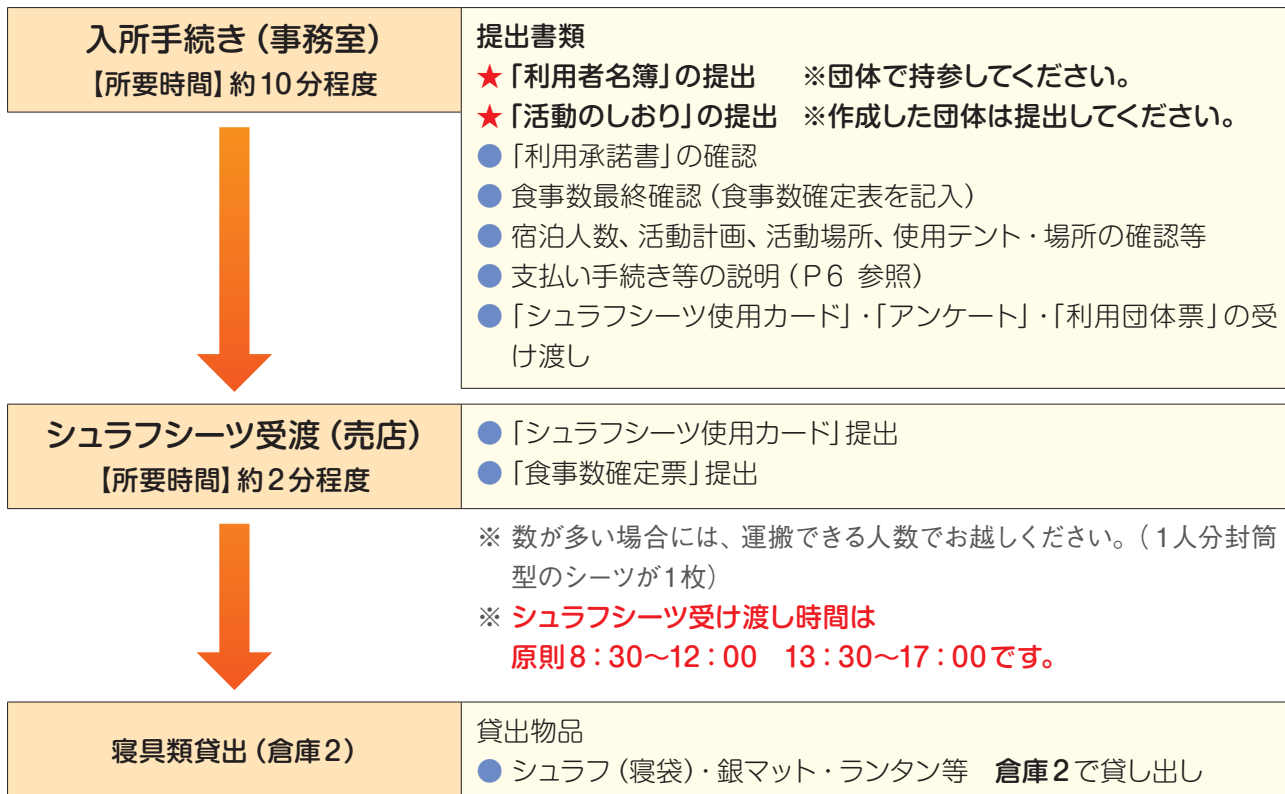 入所手続き（事務室）
【所要時間】約10分程度
提出書類
★「利用者名簿」の提出　※団体で持参してください。
★「活動のしおり」の提出　※作成した団体は提出してください。
●「利用承諾書」の確認
● 食事数最終確認（食事数確定表を記入）
● 宿泊人数、活動計画、活動場所、使用テント・場所の確認等
● 支払い手続き等の説明（P6 参照）
●「シュラフシーツ使用カード」・「アンケート」・「利用団体票」の受
け渡し
シュラフシーツ受渡（売店）
【所要時間】約2分程度
●「シュラフシーツ使用カード」提出
●「食事数確定票」提出
※ 数が多い場合には、運搬できる人数でお越しください。（1人分封筒
型のシーツが1枚）
※ シュラフシーツ受け渡し時間は
原則8：30～12：00　13：30～17：00です。
寝具類貸出（倉庫2）
貸出物品
● シュラフ（寝袋）・銀マット・ランタン等　倉庫2で貸し出し